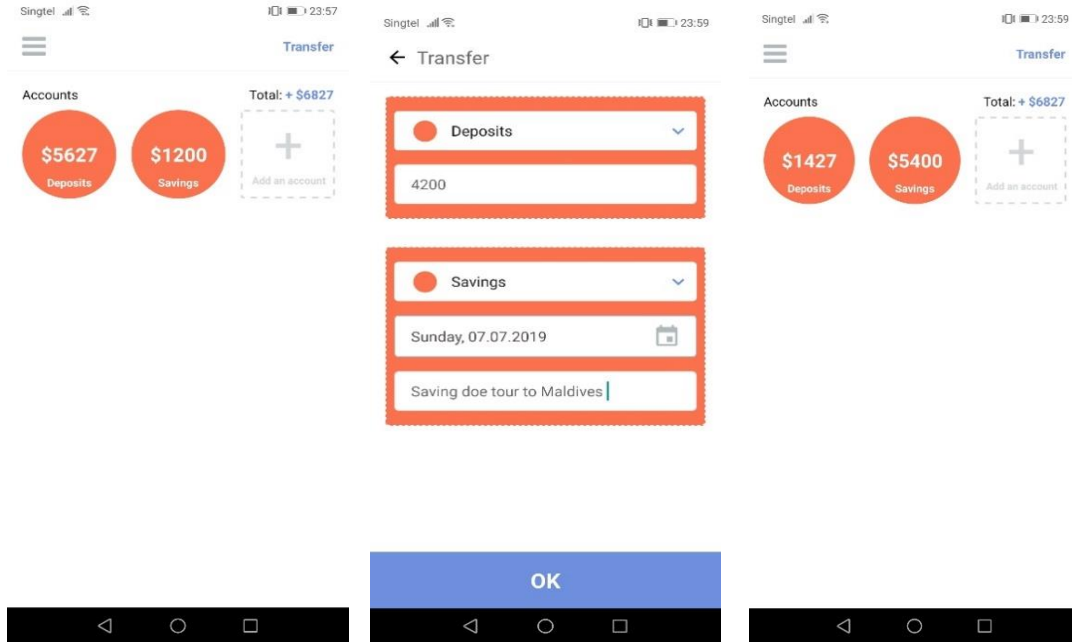 Singtel 23:57
Transfer
Accounts Total: + $6827
$5627 $1200
Deposits Savings Add an account
Singtel 23:59
Transfer
Deposits
4200
Savings
Sunday, 07.07.2019
Saving doe tour to Maldives
OK
Singtel 23:59
Transfer
Accounts Total: + $6827
$1427 $5400
Deposits Savings Add an account